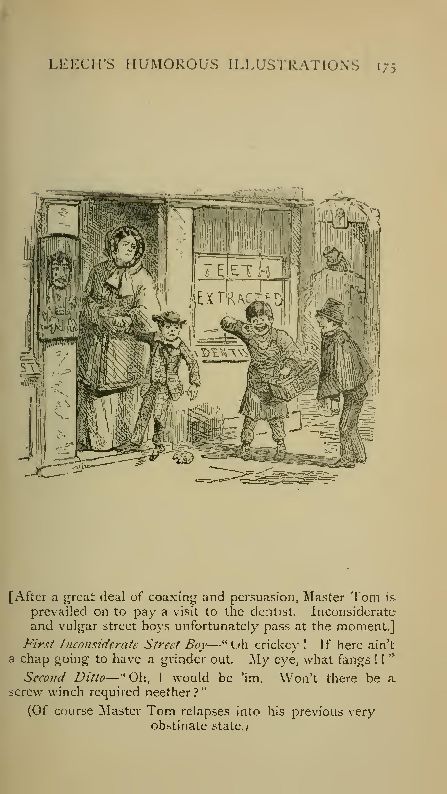 LEECH'S HUMOROUS ILLUSTRATIONS 175
TEETH
EXTRACTED
DENTI
[After a great deal of coaxing and persuasion, Master Tom is
prevailed on to pay a visit to the dentist. Inconsiderate
and vulgar street boys unfortunately pass at the moment.]
First Inconsiderate Street Boy—"Oh crickey! If here ain't
a chap going to have a grinder out. My eye, what fangs!!"
Second Ditto—"Oh, I would be 'im. Won't there be a
screw winch required neether?"
(Of course Master Tom relapses into his previous very
obstinate state.)